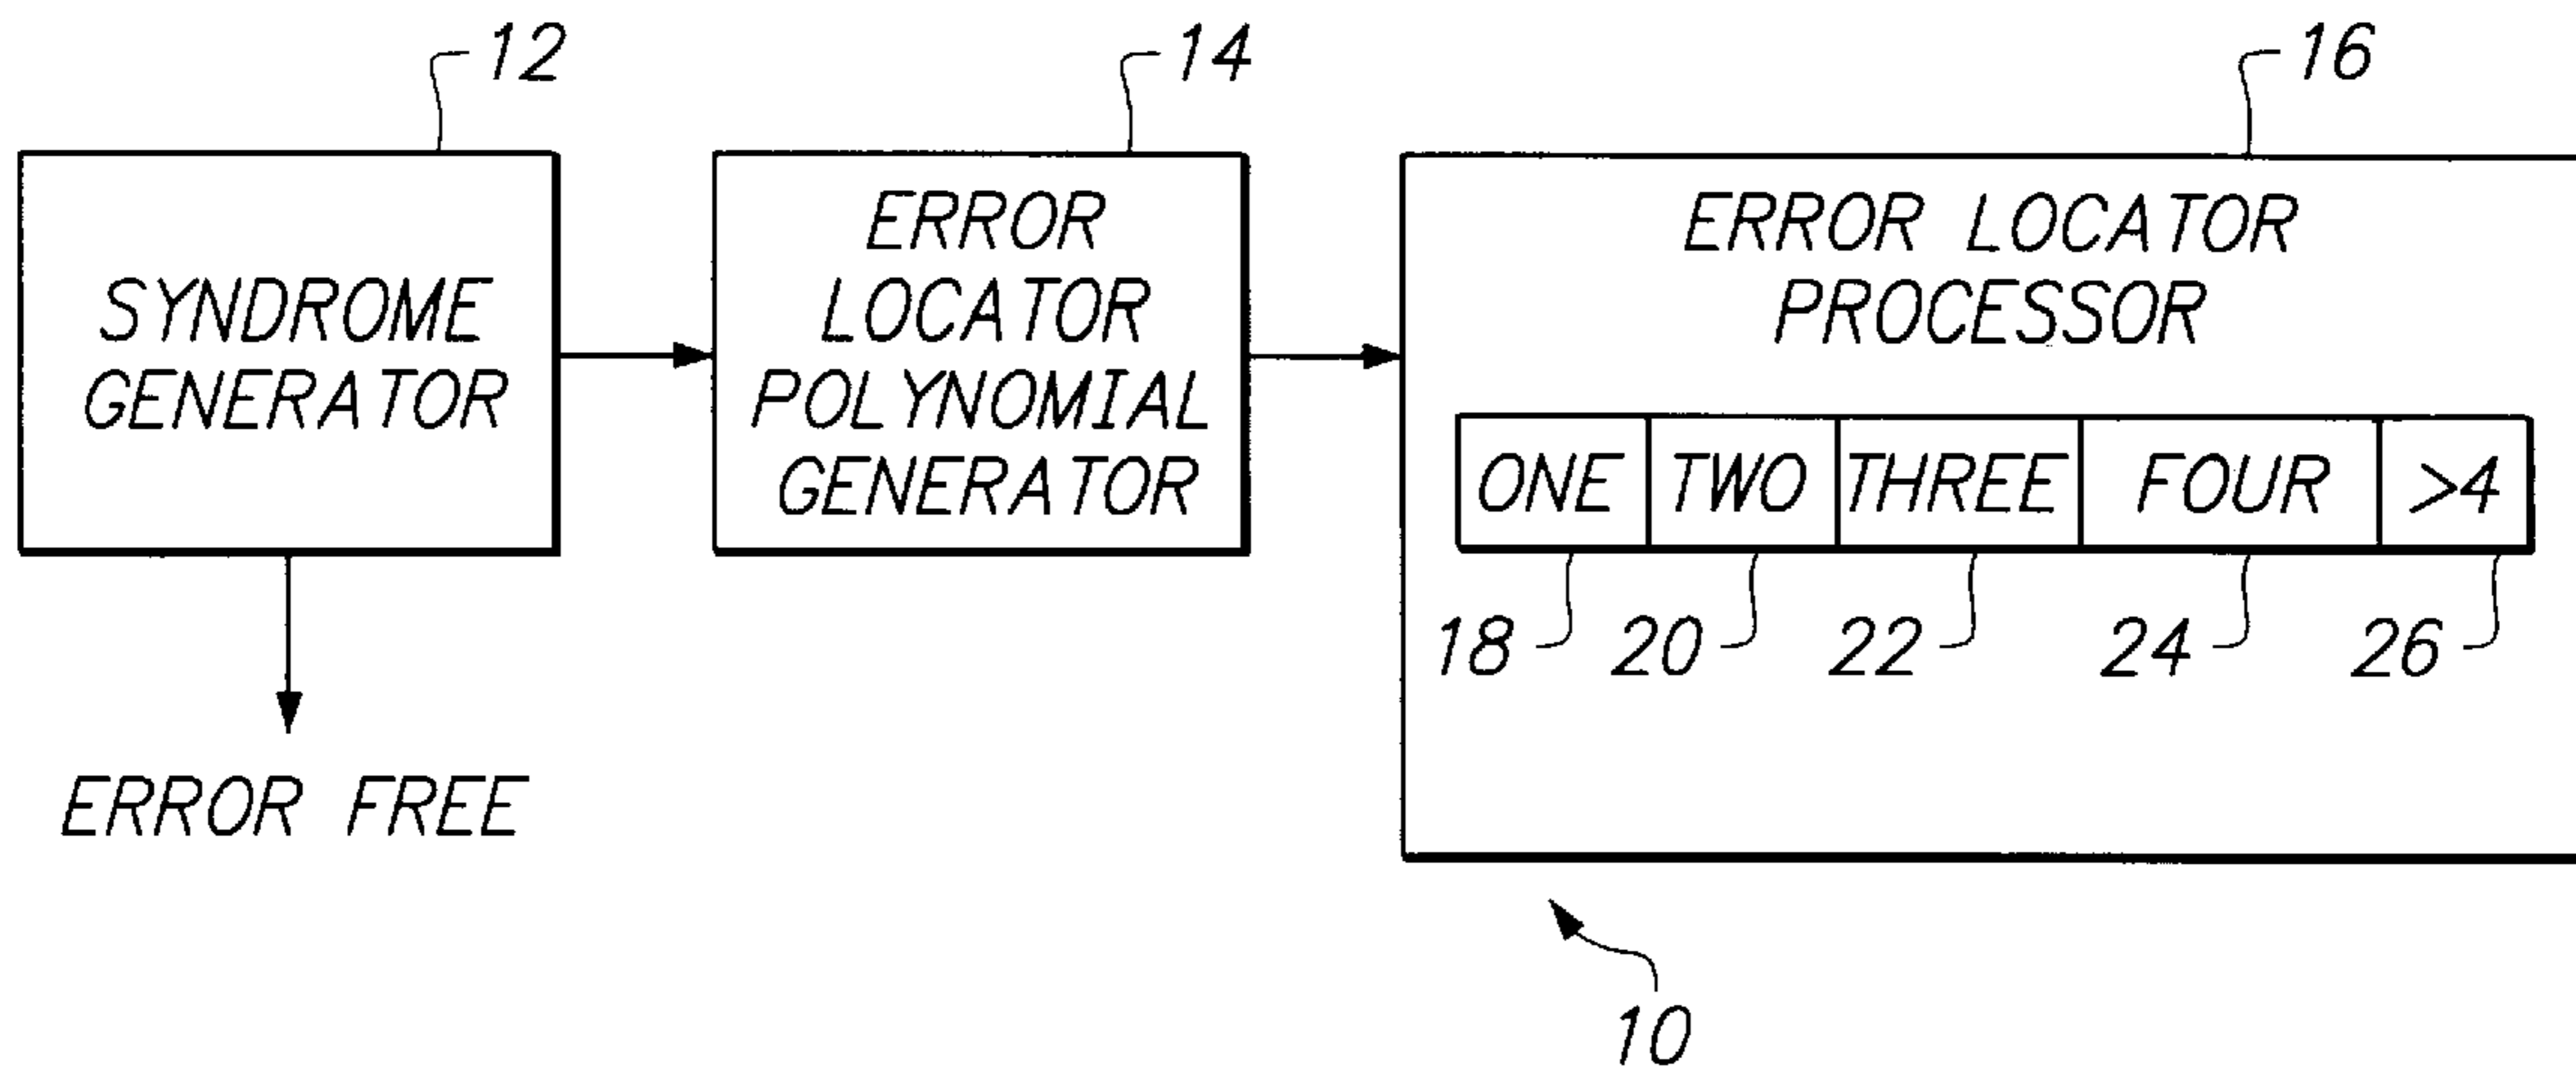 12
14
16
SYNDROME
GENERATOR
ERROR
LOCATOR
POLYNOMIAL
GENERATOR
ERROR LOCATOR
PROCESSOR
ONE TWO THREE FOUR >4
18 20 22 24 26
ERROR FREE
10